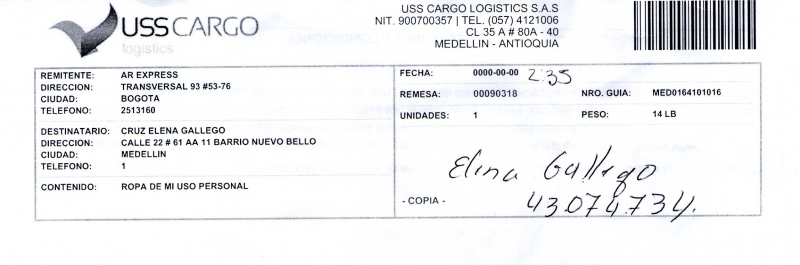 USS CARGO
logistics
USS CARGO LOGISTICS S.A.S
NIT. 900700357 | TEL. (057) 4121006
CL 35 A # 80A - 40
MEDELLIN - ANTIOQUIA
REMITENTE: AR EXPRESS
DIRECCION: TRANSVERSAL 93 #53-76
CIUDAD: BOGOTA
TELEFONO: 2513160
DESTINATARIO: CRUZ ELENA GALLEGO
DIRECCION: CALLE 22 # 61 AA 11 BARRIO NUEVO BELLO
CIUDAD: MEDELLIN
TELEFONO: 1
CONTENIDO: ROPA DE MI USO PERSONAL
FECHA: 0000-00-00 2:35
REMESA: 00090318 NRO. GUIA: MED0164101016
UNIDADES: 1 PESO: 14 LB
Elena Gallego
- COPIA - 43074734.